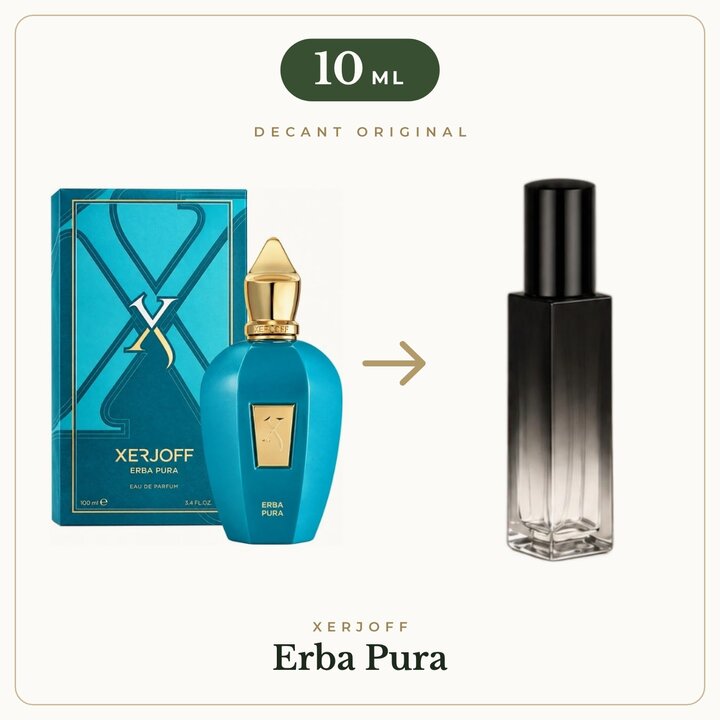 10 ML
DECANT ORIGINAL
X
XERJOFF
ERBA PURA
EAU DE PARFUM
100 ml e 3.4 FL.OZ.
XERJOFF
X
ERBA
PURA
XERJOFF
Erba Pura